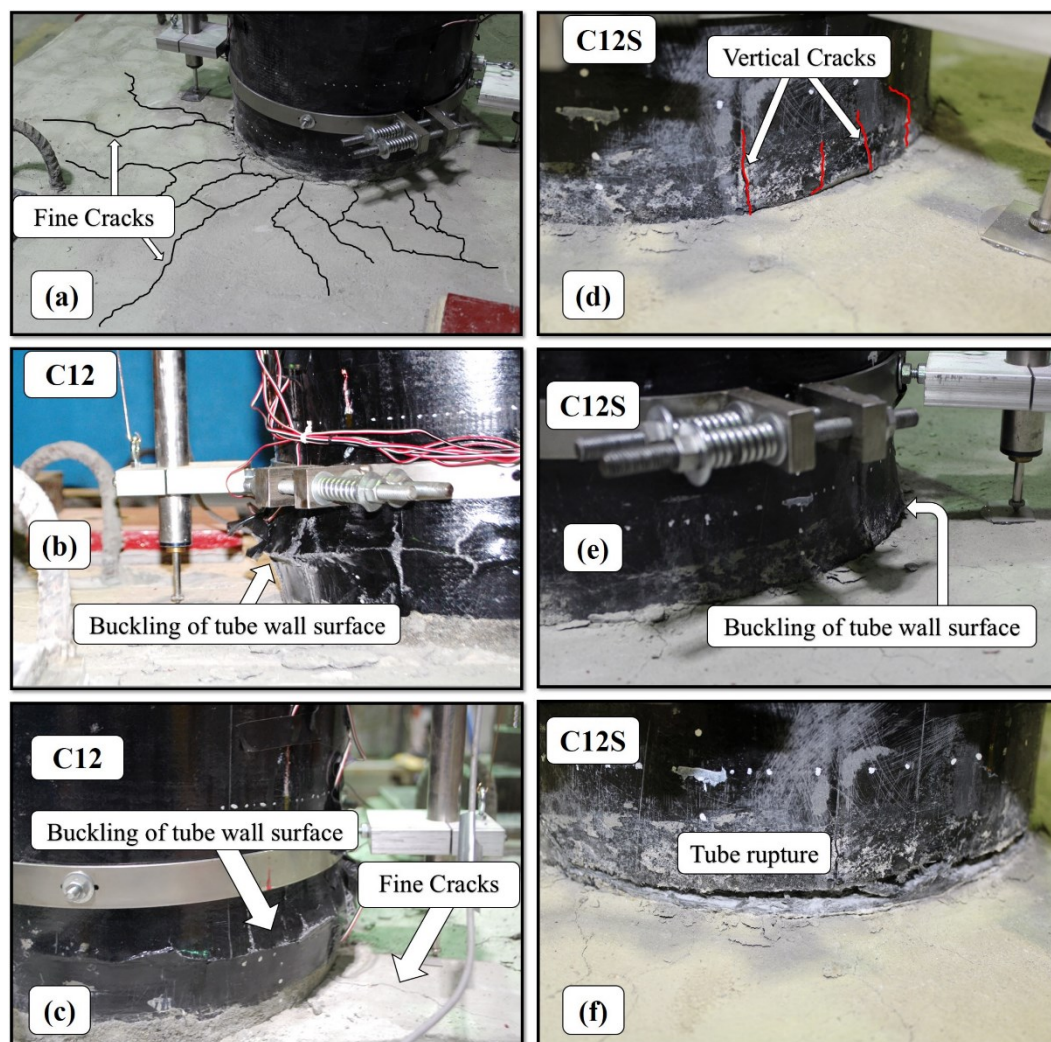 Fine Cracks
(a)
C12
(b)
Buckling of tube wall surface
C12
Buckling of tube wall surface
Fine Cracks
(c)
C12S
Vertical Cracks
(d)
C12S
(e)
Buckling of tube wall surface
C12S
Tube rupture
(f)